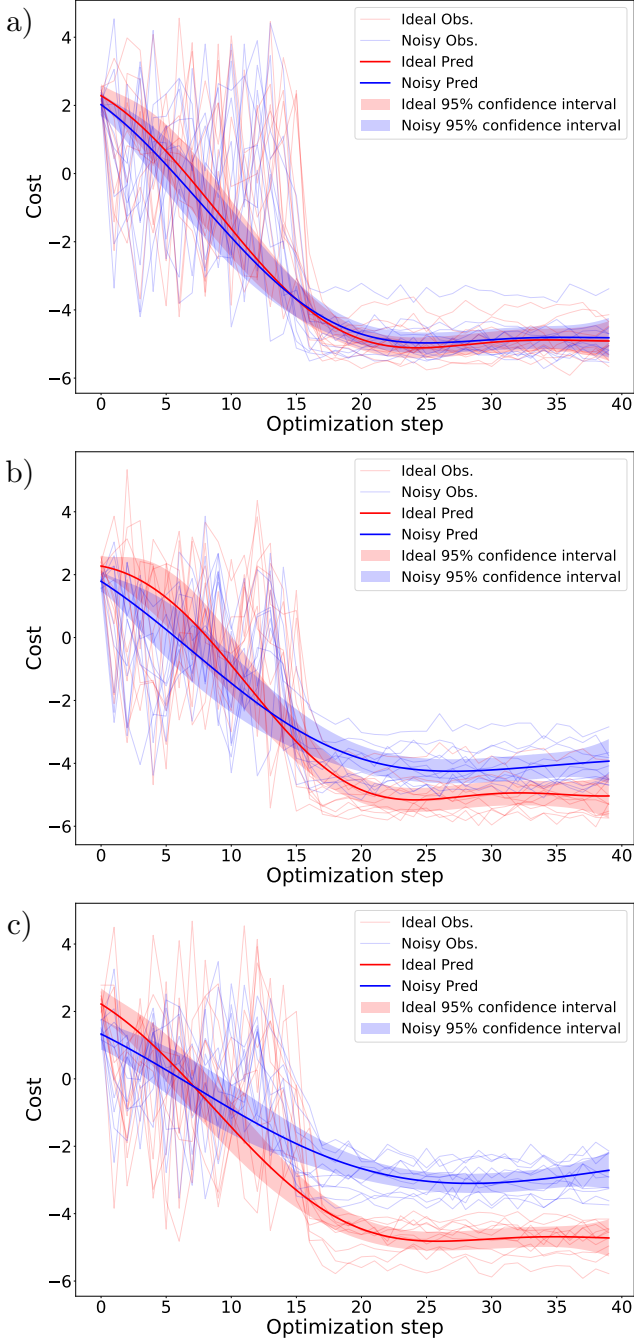 a)
4
2
0
−2
−4
−6
Cost
Ideal Obs.
Noisy Obs.
Ideal Pred
Noisy Pred
Ideal 95% confidence interval
Noisy 95% confidence interval
0 5 10 15 20 25 30 35 40
Optimization step
b)
4
2
0
−2
−4
−6
Cost
Ideal Obs.
Noisy Obs.
Ideal Pred
Noisy Pred
Ideal 95% confidence interval
Noisy 95% confidence interval
0 5 10 15 20 25 30 35 40
Optimization step
c)
4
2
0
−2
−4
−6
Cost
Ideal Obs.
Noisy Obs.
Ideal Pred
Noisy Pred
Ideal 95% confidence interval
Noisy 95% confidence interval
0 5 10 15 20 25 30 35 40
Optimization step